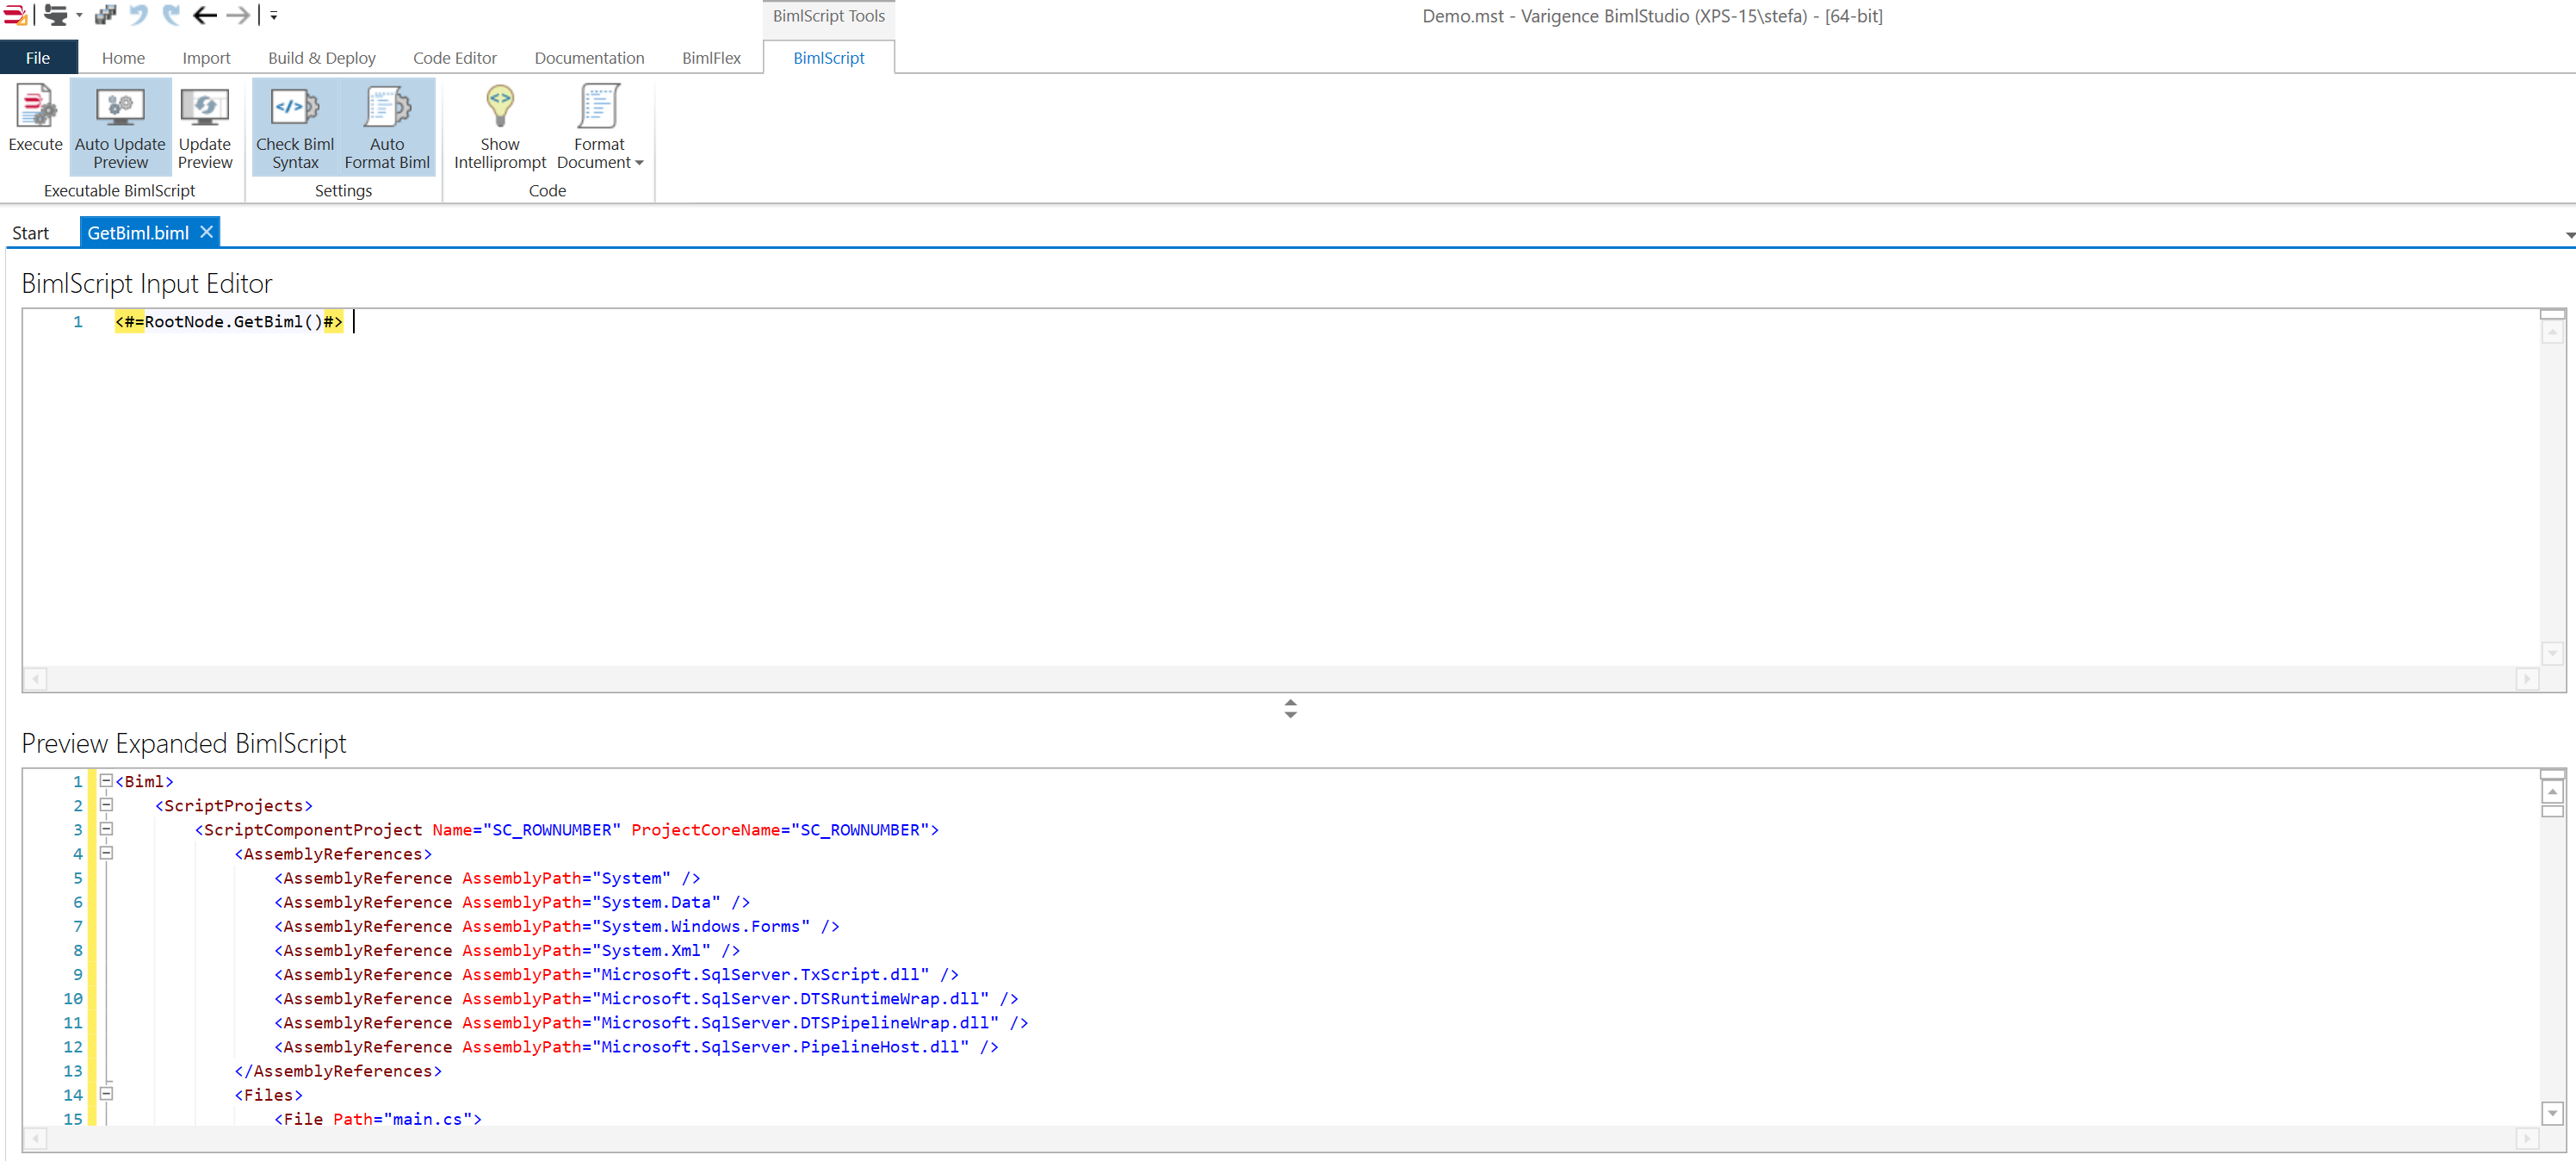 BimlScript Tools
Demo.mst - Varigence BimlStudio (XPS-15\stefa) - [64-bit]
File Home Import Build & Deploy Code Editor Documentation BimlFlex BimlScript
Execute Auto Update Preview Update Preview Check Biml Syntax Auto Format Biml Show Intelliprompt Format Document
Executable BimlScript Settings Code
Start GetBiml.biml
BimlScript Input Editor
1 <#=RootNode.GetBiml()#>
Preview Expanded BimlScript
1 <Biml>
2 <ScriptProjects>
3 <ScriptComponentProject Name="SC_ROWNUMBER" ProjectCoreName="SC_ROWNUMBER">
4 <AssemblyReferences>
5 <AssemblyReference AssemblyPath="System" />
6 <AssemblyReference AssemblyPath="System.Data" />
7 <AssemblyReference AssemblyPath="System.Windows.Forms" />
8 <AssemblyReference AssemblyPath="System.Xml" />
9 <AssemblyReference AssemblyPath="Microsoft.SqlServer.TxScript.dll" />
10 <AssemblyReference AssemblyPath="Microsoft.SqlServer.DTSRuntimeWrap.dll" />
11 <AssemblyReference AssemblyPath="Microsoft.SqlServer.DTSPipelineWrap.dll" />
12 <AssemblyReference AssemblyPath="Microsoft.SqlServer.PipelineHost.dll" />
13 </AssemblyReferences>
14 <Files>
15 <File Path="main.cs">